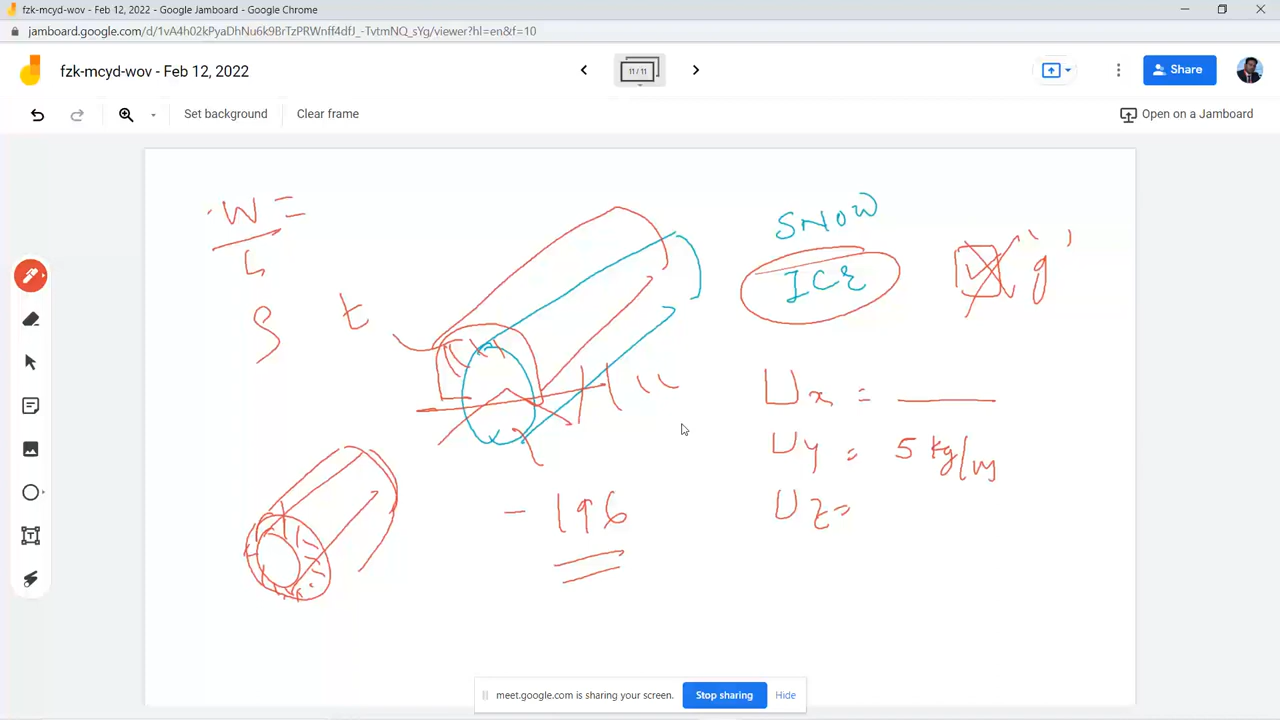 fzk-mcyd-wov - Feb 12, 2022 - Google Jamboard - Google Chrome
jamboard.google.com/d/1vA4h02kPyaDhNu6k9BrTzPRWnff4dfJ_-TvtmNQ_sYg/viewer?hl=en&f=10
fzk-mcyd-wov - Feb 12, 2022
11 / 11
Share
Set background
Clear frame
Open on a Jamboard
W =
L
t
SNOW
ICE
'g'
Ux =
Uy = 5 kg/m
Uz =
- 196
meet.google.com is sharing your screen.
Stop sharing
Hide